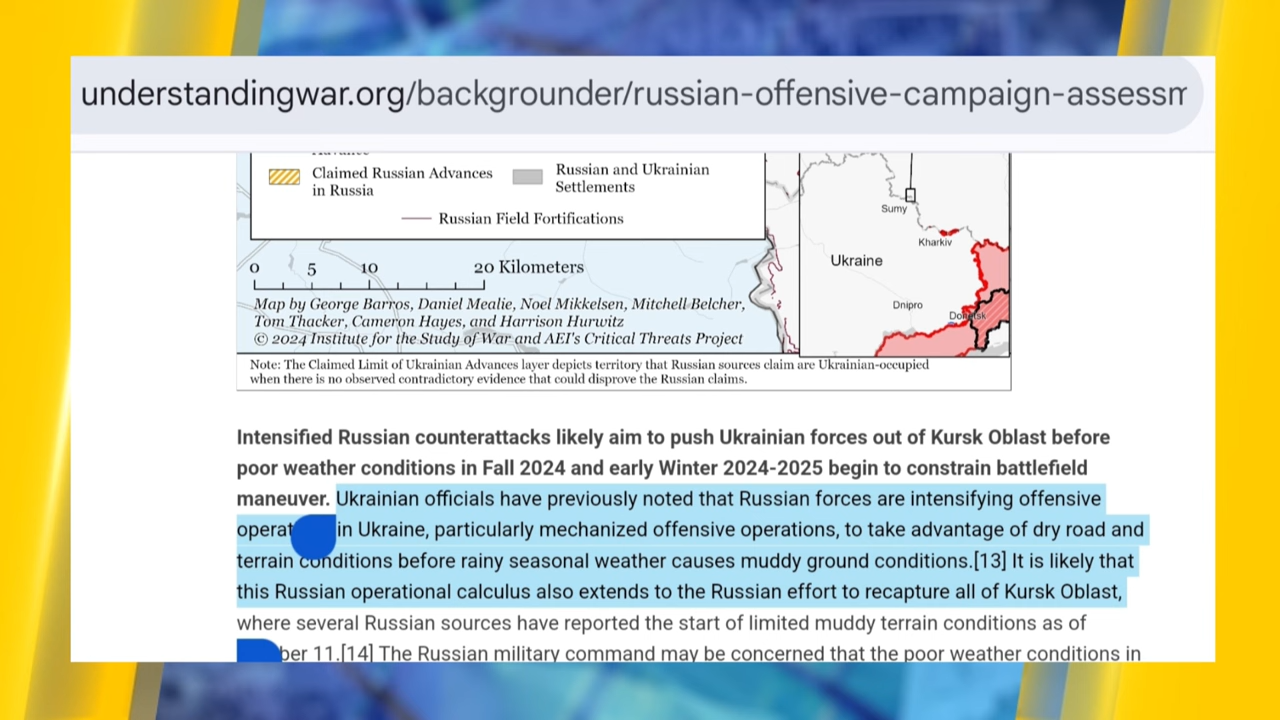 understandingwar.org/backgrounder/russian-offensive-campaign-assessm
Claimed Russian Advances
in Russia
Russian and Ukrainian
Settlements
Russian Field Fortifications
0 5 10 20 Kilometers
Map by George Barros, Daniel Mealie, Noel Mikkelsen, Mitchell Belcher,
Tom Thacker, Cameron Hayes, and Harrison Hurwitz
© 2024 Institute for the Study of War and AEI's Critical Threats Project
Sumy
Kharkiv
Ukraine
Dnipro
Donetsk
Note: The Claimed Limit of Ukrainian Advances layer depicts territory that Russian sources claim are Ukrainian-occupied
when there is no observed contradictory evidence that could disprove the Russian claims.
Intensified Russian counterattacks likely aim to push Ukrainian forces out of Kursk Oblast before
poor weather conditions in Fall 2024 and early Winter 2024-2025 begin to constrain battlefield
maneuver. Ukrainian officials have previously noted that Russian forces are intensifying offensive
operat in Ukraine, particularly mechanized offensive operations, to take advantage of dry road and
terrain conditions before rainy seasonal weather causes muddy ground conditions.[13] It is likely that
this Russian operational calculus also extends to the Russian effort to recapture all of Kursk Oblast,
where several Russian sources have reported the start of limited muddy terrain conditions as of
ber 11.[14] The Russian military command may be concerned that the poor weather conditions in